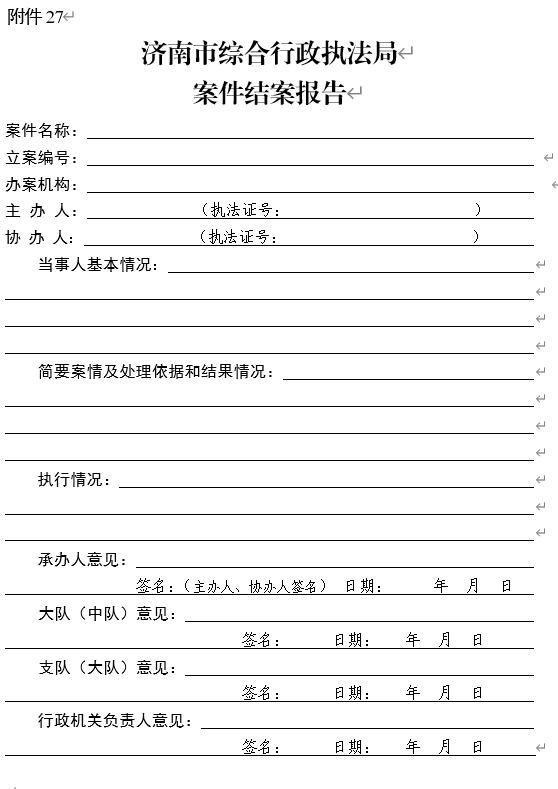 附件 27
济南市综合行政执法局
案件结案报告
案件名称：
立案编号：
办案机构：
主 办 人：（执法证号：）
协 办 人：（执法证号：）
当事人基本情况：
简要案情及处理依据和结果情况：
执行情况：
承办人意见：
签名：（主办人、协办人签名） 日期： 年 月 日
大队（中队）意见：
签名： 日期： 年 月 日
支队（大队）意见：
签名： 日期： 年 月 日
行政机关负责人意见：
签名： 日期： 年 月 日